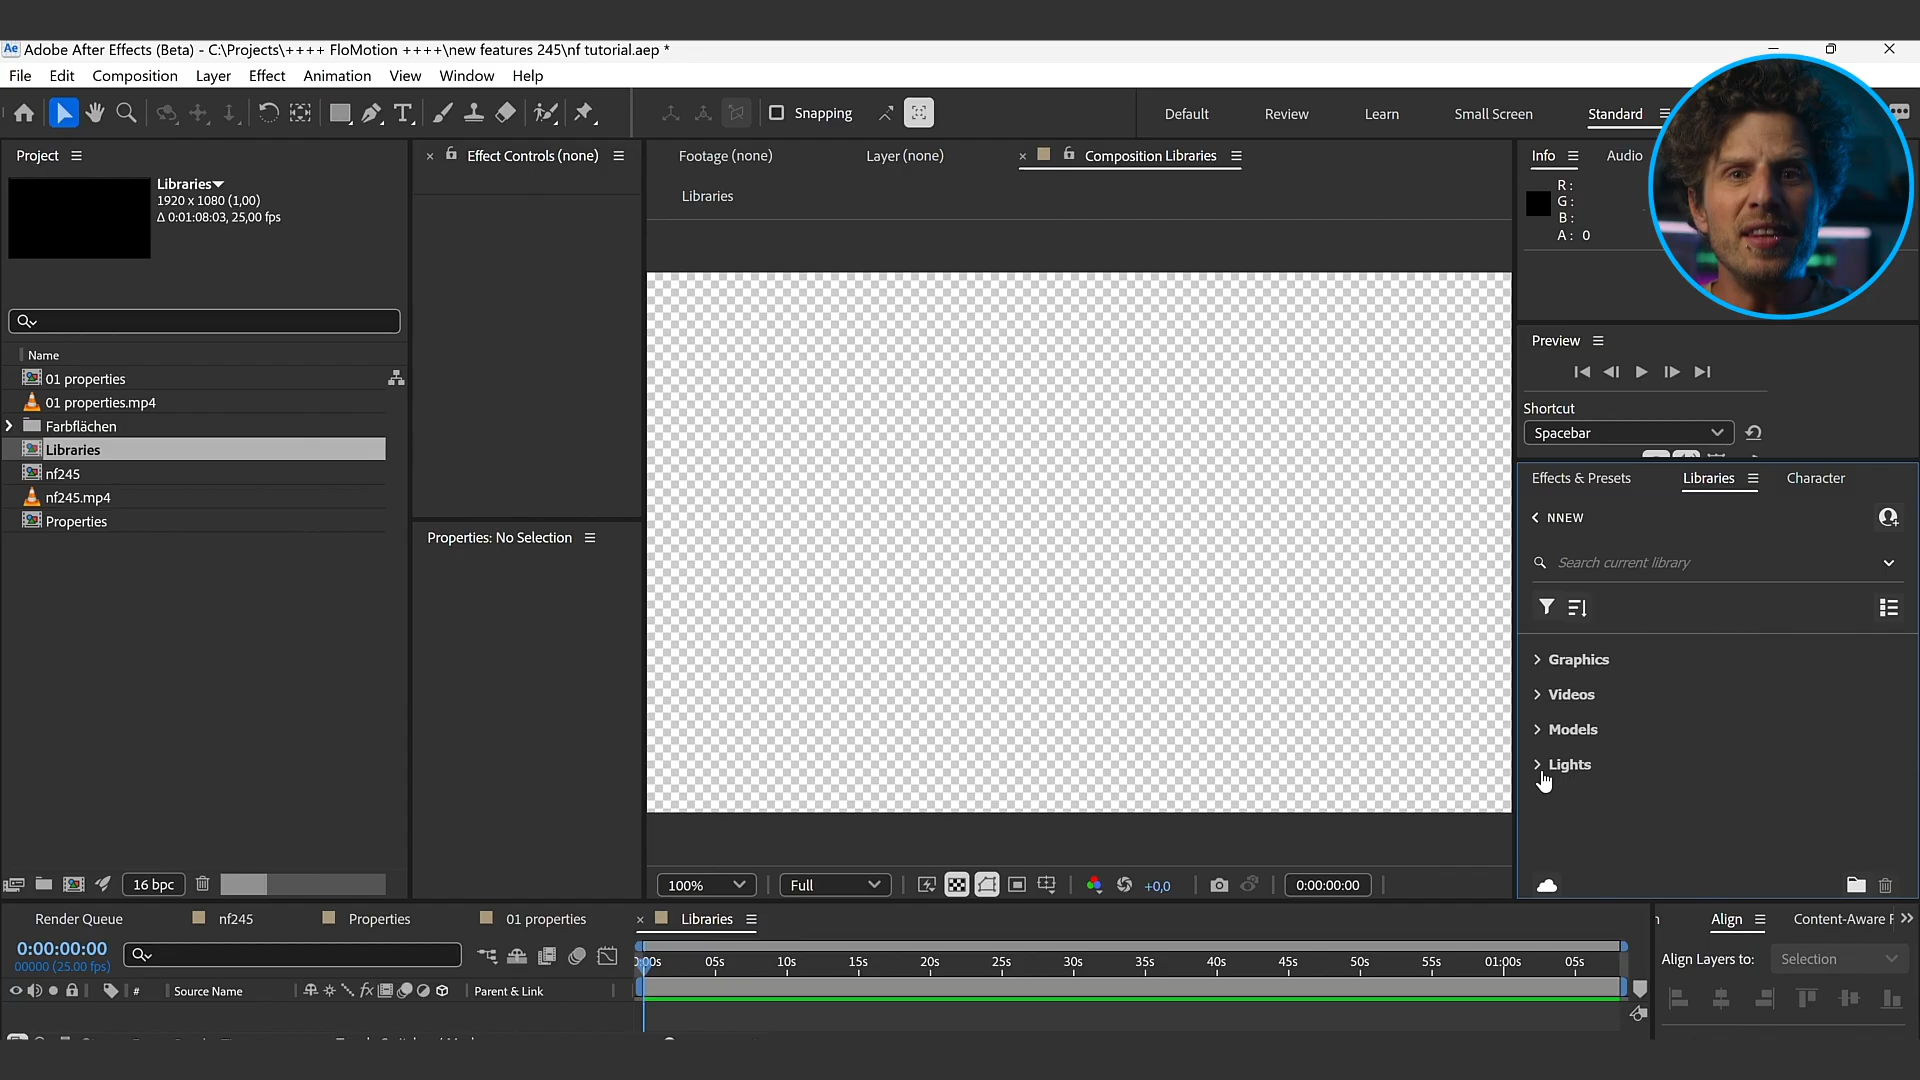 Ae Adobe After Effects (Beta) - C:\Projects\++++ FloMotion ++++\new features 245\nf tutorial.aep *
File Edit Composition Layer Effect Animation View Window Help
Snapping
Default Review Learn Small Screen Standard
Project
Effect Controls (none)
Footage (none) Layer (none) Composition Libraries
Info Audio
Libraries
1920 x 1080 (1,00)
Δ 0:01:08:03, 25,00 fps
Libraries
R:
G:
B:
A: 0
Preview
Shortcut
Spacebar
Name
01 properties
01 properties.mp4
Farbflächen
Libraries
nf245
nf245.mp4
Properties
Properties: No Selection
Effects & Presets Libraries Character
NNEW
Search current library
Graphics
Videos
Models
Lights
16 bpc
100% Full +0,0 0:00:00:00
Render Queue nf245 Properties 01 properties Libraries
Align Content-Aware F
0:00:00:00
00000 (25.00 fps)
0:00s 05s 10s 15s 20s 25s 30s 35s 40s 45s 50s 55s 01:00s 05s
Align Layers to: Selection
# Source Name fx Parent & Link